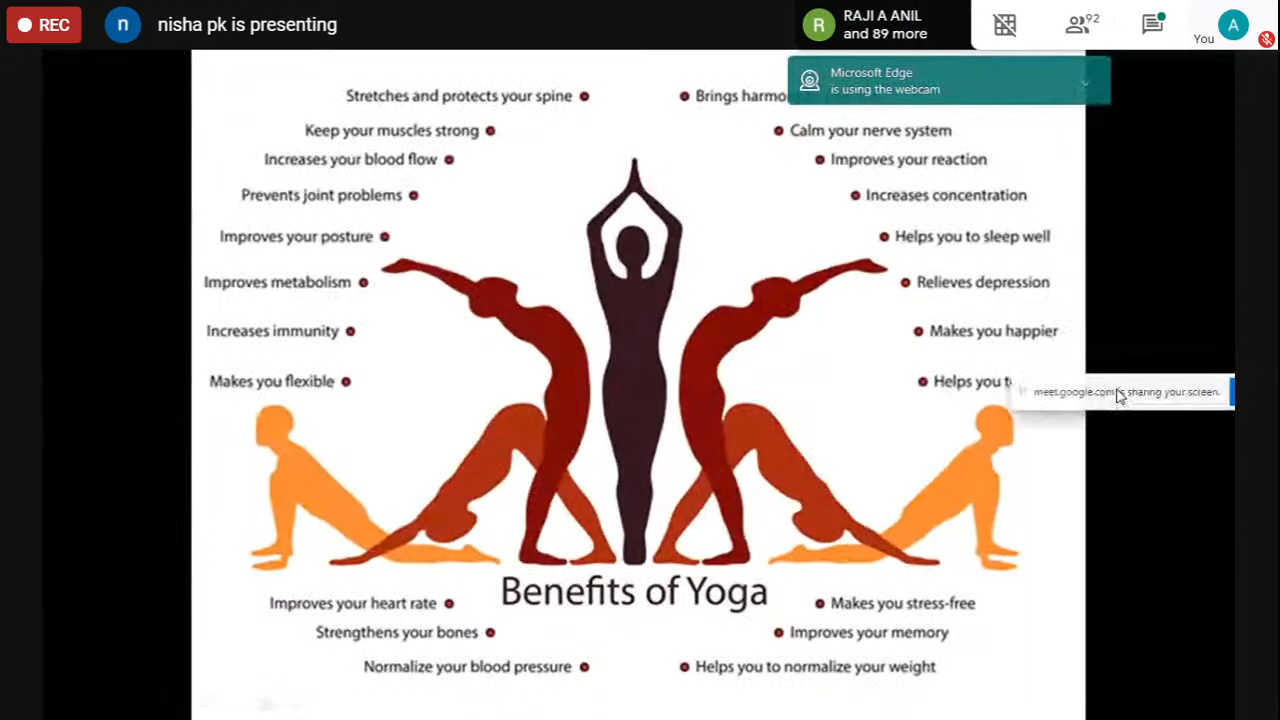 REC
n
nisha pk is presenting
R
RAJI A ANIL
and 89 more
92
You
A
Microsoft Edge
is using the webcam
Stretches and protects your spine
Keep your muscles strong
Increases your blood flow
Prevents joint problems
Improves your posture
Improves metabolism
Increases immunity
Makes you flexible
Brings
Calm your nerve system
Improves your reaction
Increases concentration
Helps you to sleep well
Relieves depression
Makes you happier
Helps you
meet.google.com is sharing your screen.
Benefits of Yoga
Improves your heart rate
Strengthens your bones
Normalize your blood pressure
Makes you stress-free
Improves your memory
Helps you to normalize your weight